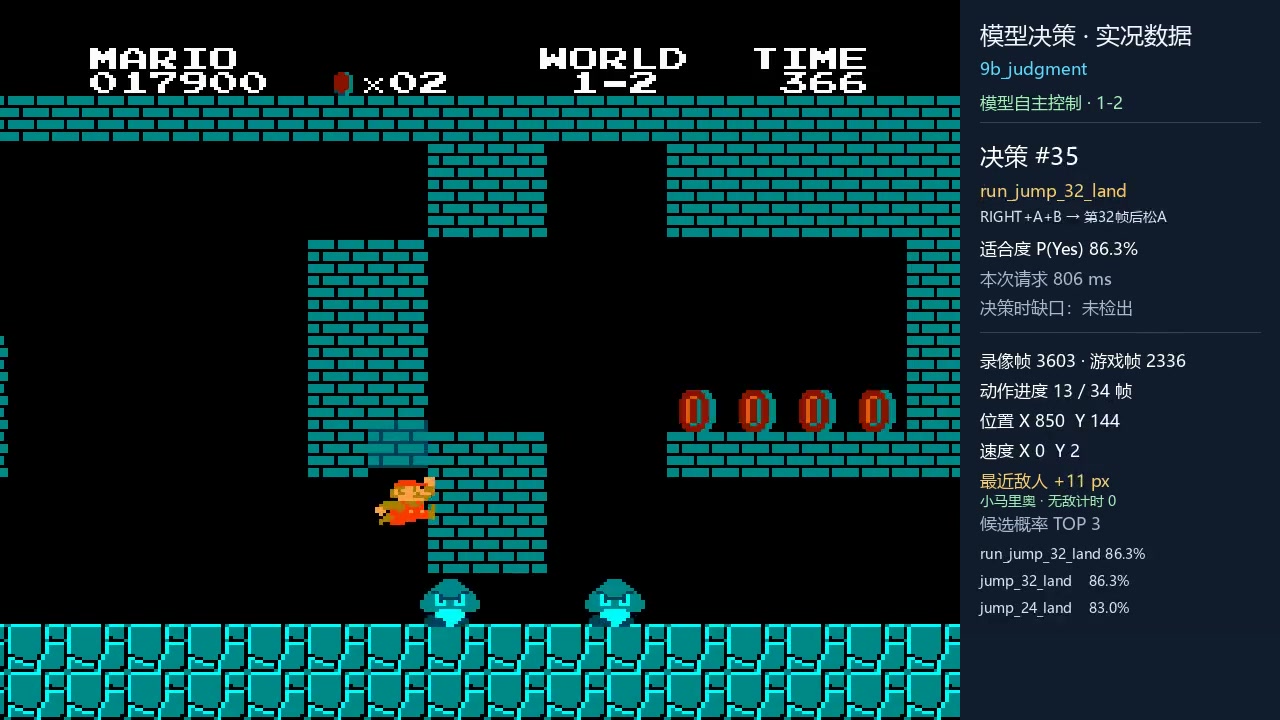 MARIO
WORLD
TIME
017900
×02
1-2
366
模型决策 · 实况数据
9b_judgment
模型自主控制 · 1-2
决策 #35
run_jump_32_land
RIGHT+A+B → 第32帧后松A
适合度 P(Yes) 86.3%
本次请求 806 ms
决策时缺口：未检出
录像帧 3603 · 游戏帧 2336
动作进度 13 / 34 帧
位置 X 850 Y 144
速度 X 0 Y 2
最近敌人 +11 px
小马里奥 · 无敌计时 0
候选概率 TOP 3
run_jump_32_land 86.3%
jump_32_land 86.3%
jump_24_land 83.0%